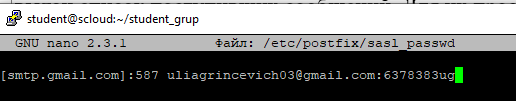 student@scloud:~/student_grup
GNU nano 2.3.1 Файл: /etc/postfix/sasl_passwd
[smtp.gmail.com]:587 uliagrincevich03@gmail.com:6378383ug